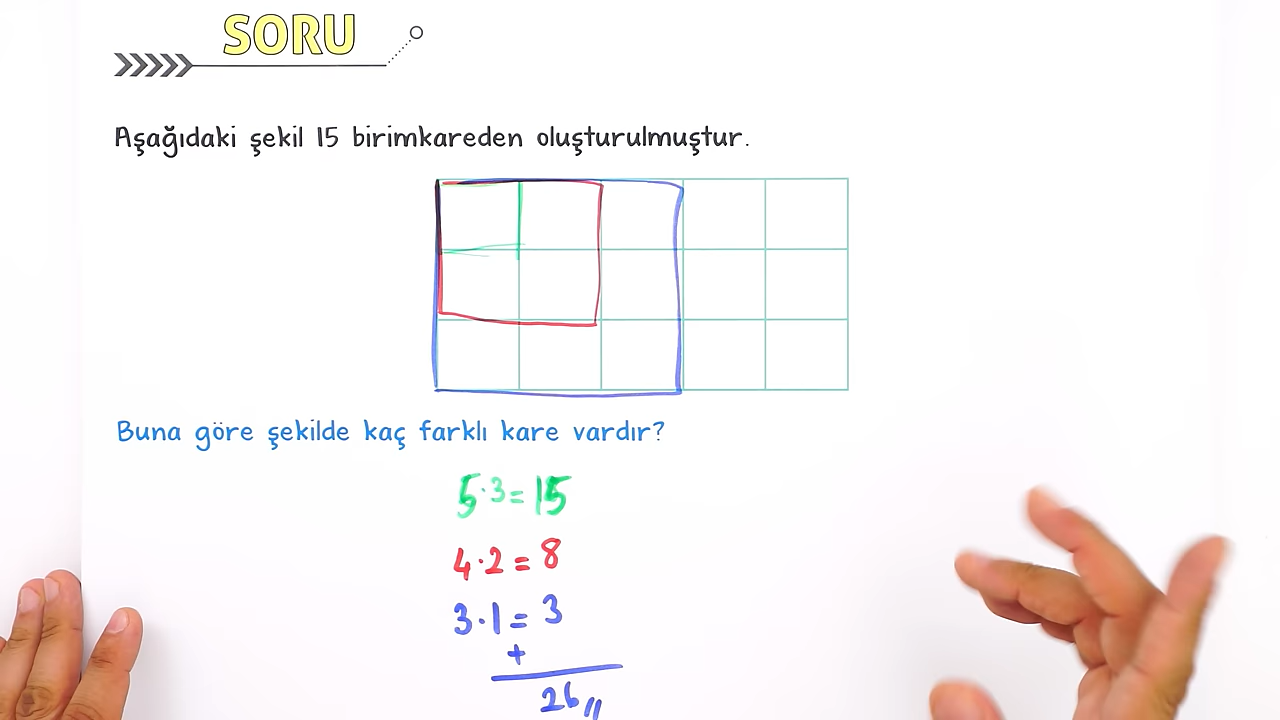 SORU
Aşağıdaki şekil 15 birimkareden oluşturulmuştur.
Buna göre şekilde kaç farklı kare vardır?
5·3=15
4·2=8
3·1=3
+
26